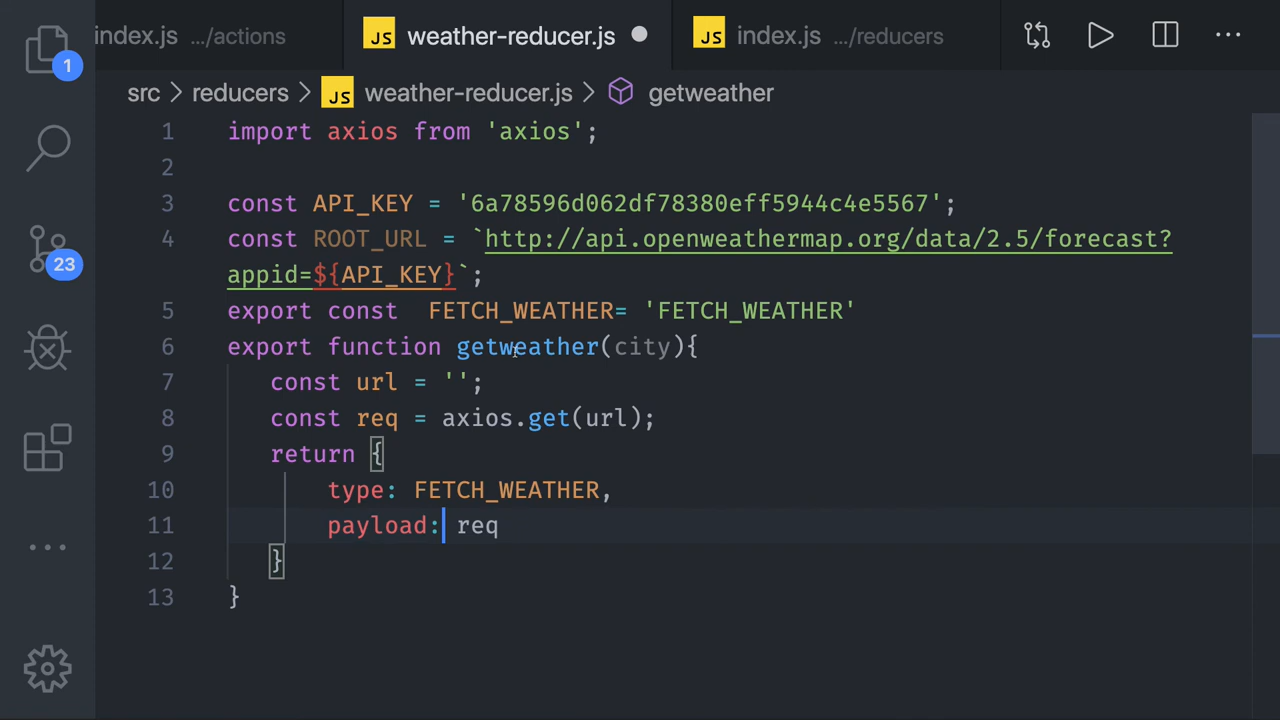 index.js .../actions
JS weather-reducer.js
JS index.js .../reducers
1
src > reducers > JS weather-reducer.js > getweather
23
1 import axios from 'axios';
2
3 const API_KEY = '6a78596d062df78380eff5944c4e5567';
4 const ROOT_URL = `http://api.openweathermap.org/data/2.5/forecast?
appid=${API_KEY}`;
5 export const  FETCH_WEATHER= 'FETCH_WEATHER'
6 export function getweather(city){
7 const url = '';
8 const req = axios.get(url);
9 return {
10 type: FETCH_WEATHER,
11 payload: req
12 }
13 }